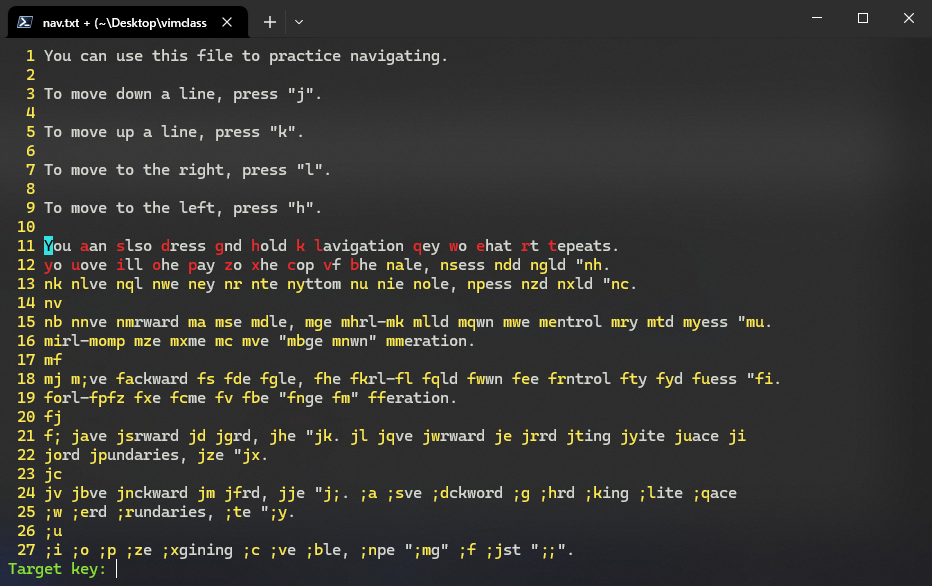 nav.txt + (~\Desktop\vimclass
1 You can use this file to practice navigating.
2
3 To move down a line, press "j".
4
5 To move up a line, press "k".
6
7 To move to the right, press "l".
8
9 To move to the left, press "h".
10
11 You aan slso dress gnd hold k lavigation qey wo ehat rt tepeats.
12 yo uove ill ohe pay zo xhe cop vf bhe nale, nsess ndd ngld "nh.
13 nk nlve nql nwe ney nr nte nyttom nu nie nole, npess nzd nxld "nc.
14 nv
15 nb nnve nmrward ma mse mdle, mge mhrl-mk mlld mqwn mwe mentrol mry mtd myess "mu.
16 mirl-momp mze mxme mc mve "mbge mnwn" mmeration.
17 mf
18 mj m;ve fackward fs fde fgle, fhe fkrl-fl fqld fwwn fee frntrol fty fyd fuess "fi.
19 forl-fpfz fxe fcme fv fbe "fnge fm" fferation.
20 fj
21 f; jave jsrward jd jgrd, jhe "jk. jl jqve jwrward je jrrd jting jyite juace ji
22 jord jpundaries, jze "jx.
23 jc
24 jv jbve jnckward jm jfrd, jje "j;. ;a ;sve ;dckword ;g ;hrd ;king ;lite ;qace
25 ;w ;erd ;rundaries, ;te ";y.
26 ;u
27 ;i ;o ;p ;ze ;xgining ;c ;ve ;ble, ;npe ";mg" ;f ;jst ";;".
Target key: